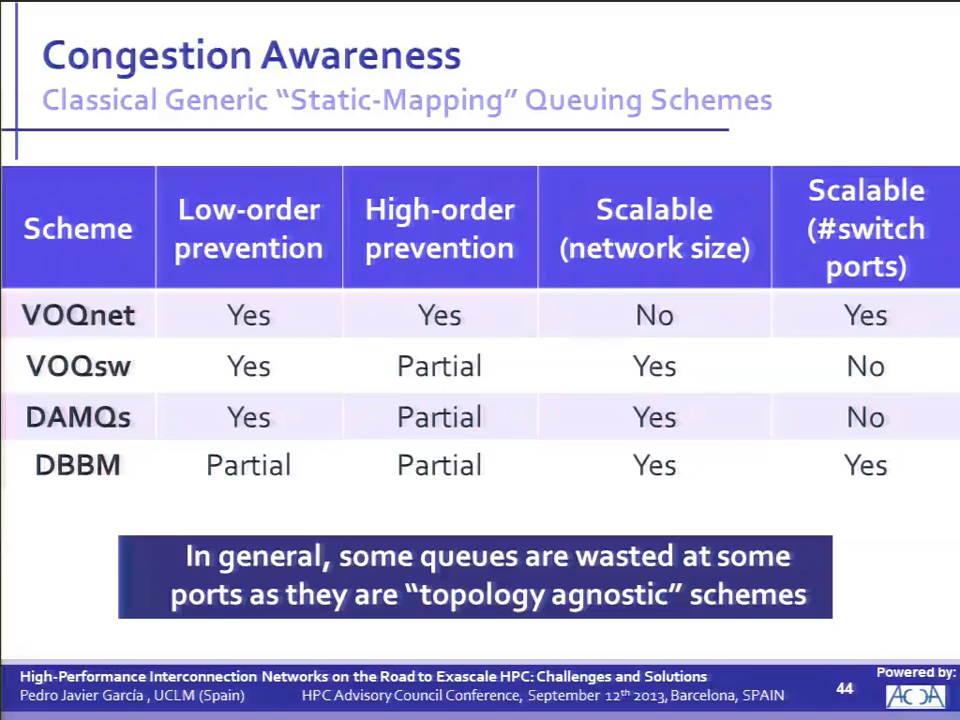 Congestion Awareness
Classical Generic “Static-Mapping” Queuing Schemes
Scheme
Low-order prevention
High-order prevention
Scalable (network size)
Scalable (#switch ports)
VOQnet Yes Yes No Yes
VOQsw Yes Partial Yes No
DAMQs Yes Partial Yes No
DBBM Partial Partial Yes Yes
In general, some queues are wasted at some
ports as they are “topology agnostic” schemes
High-Performance Interconnection Networks on the Road to Exascale HPC: Challenges and Solutions
Pedro Javier García , UCLM (Spain) HPC Advisory Council Conference, September 12th 2013, Barcelona, SPAIN
44
Powered by: